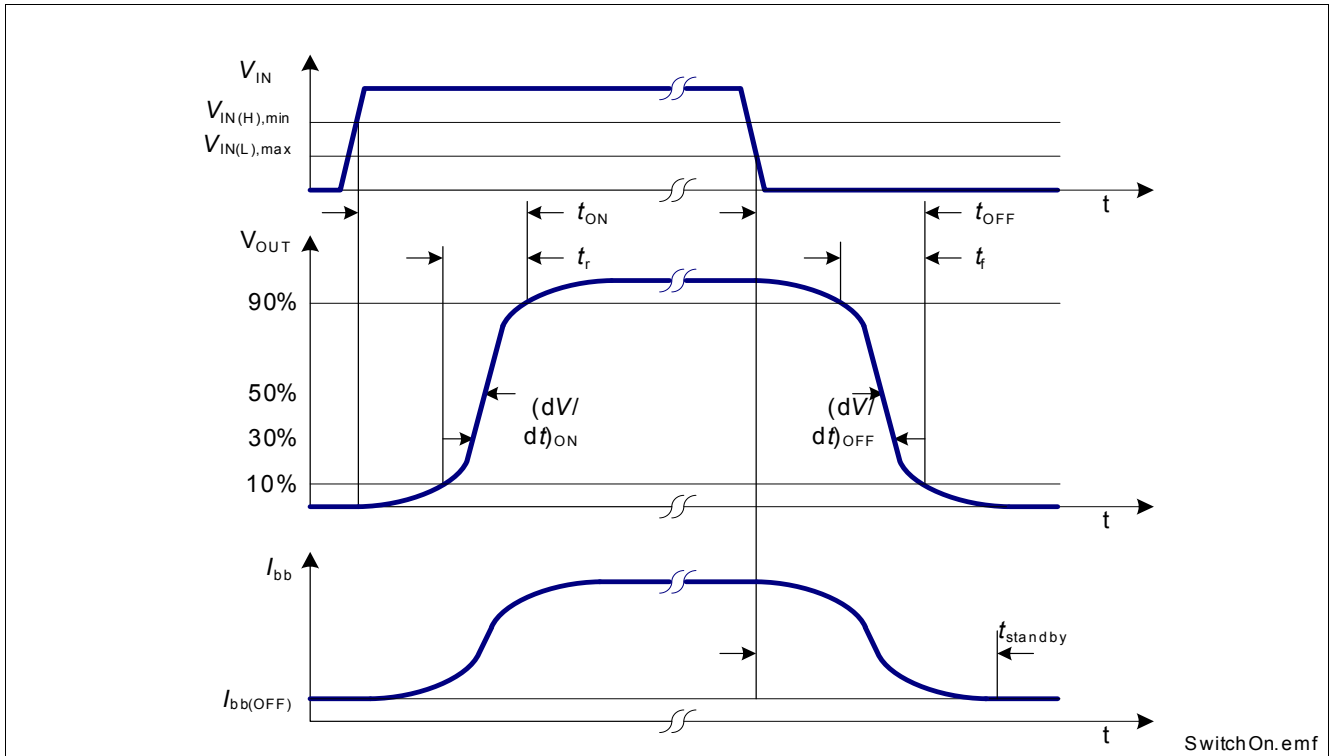 VIN
VIN(H),min
VIN(L),max
t
tON
tOFF
VOUT
tr
tf
90%
50%
(dV/
dt)ON
(dV/
dt)OFF
30%
10%
t
Ibb
tstandby
Ibb(OFF)
t
SwitchOn.emf